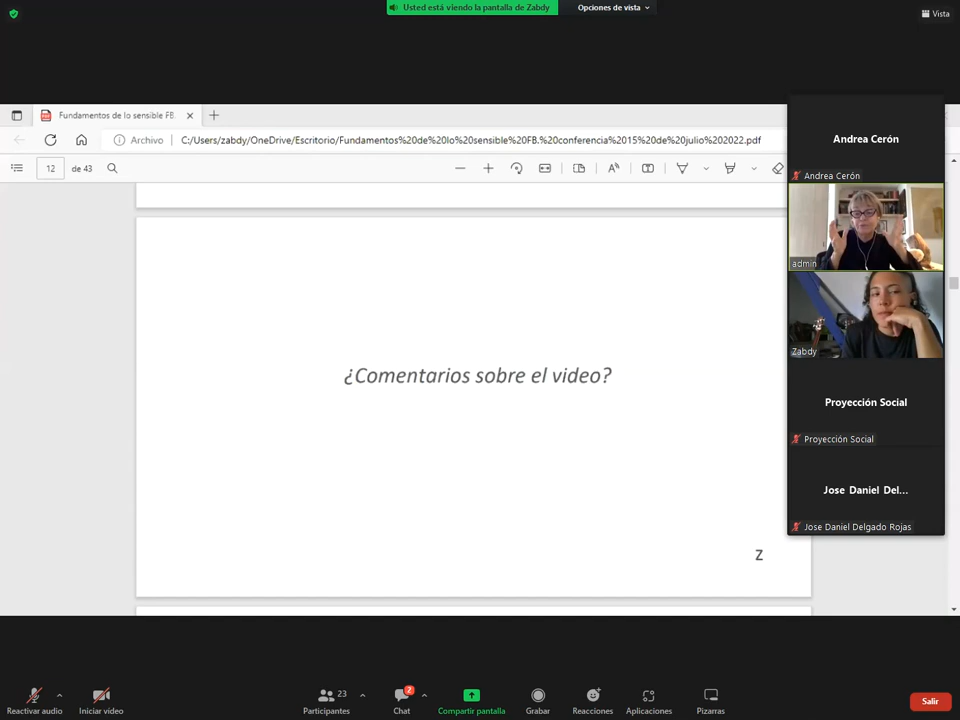 Usted está viendo la pantalla de Zabdy
Opciones de vista
Vista
Fundamentos de lo sensible FB.
Archivo
C:/Users/zabdy/OneDrive/Escritorio/Fundamentos%20de%20lo%20sensible%20FB.%20conferencia%2015%20de%20julio%202022.pdf
12
de 43
¿Comentarios sobre el video?
Z
Andrea Cerón
Andrea Cerón
admin
Zabdy
Proyección Social
Proyección Social
Jose Daniel Del...
Jose Daniel Delgado Rojas
Reactivar audio
Iniciar video
23
Participantes
2
Chat
Compartir pantalla
Grabar
Reacciones
Aplicaciones
Pizarras
Salir